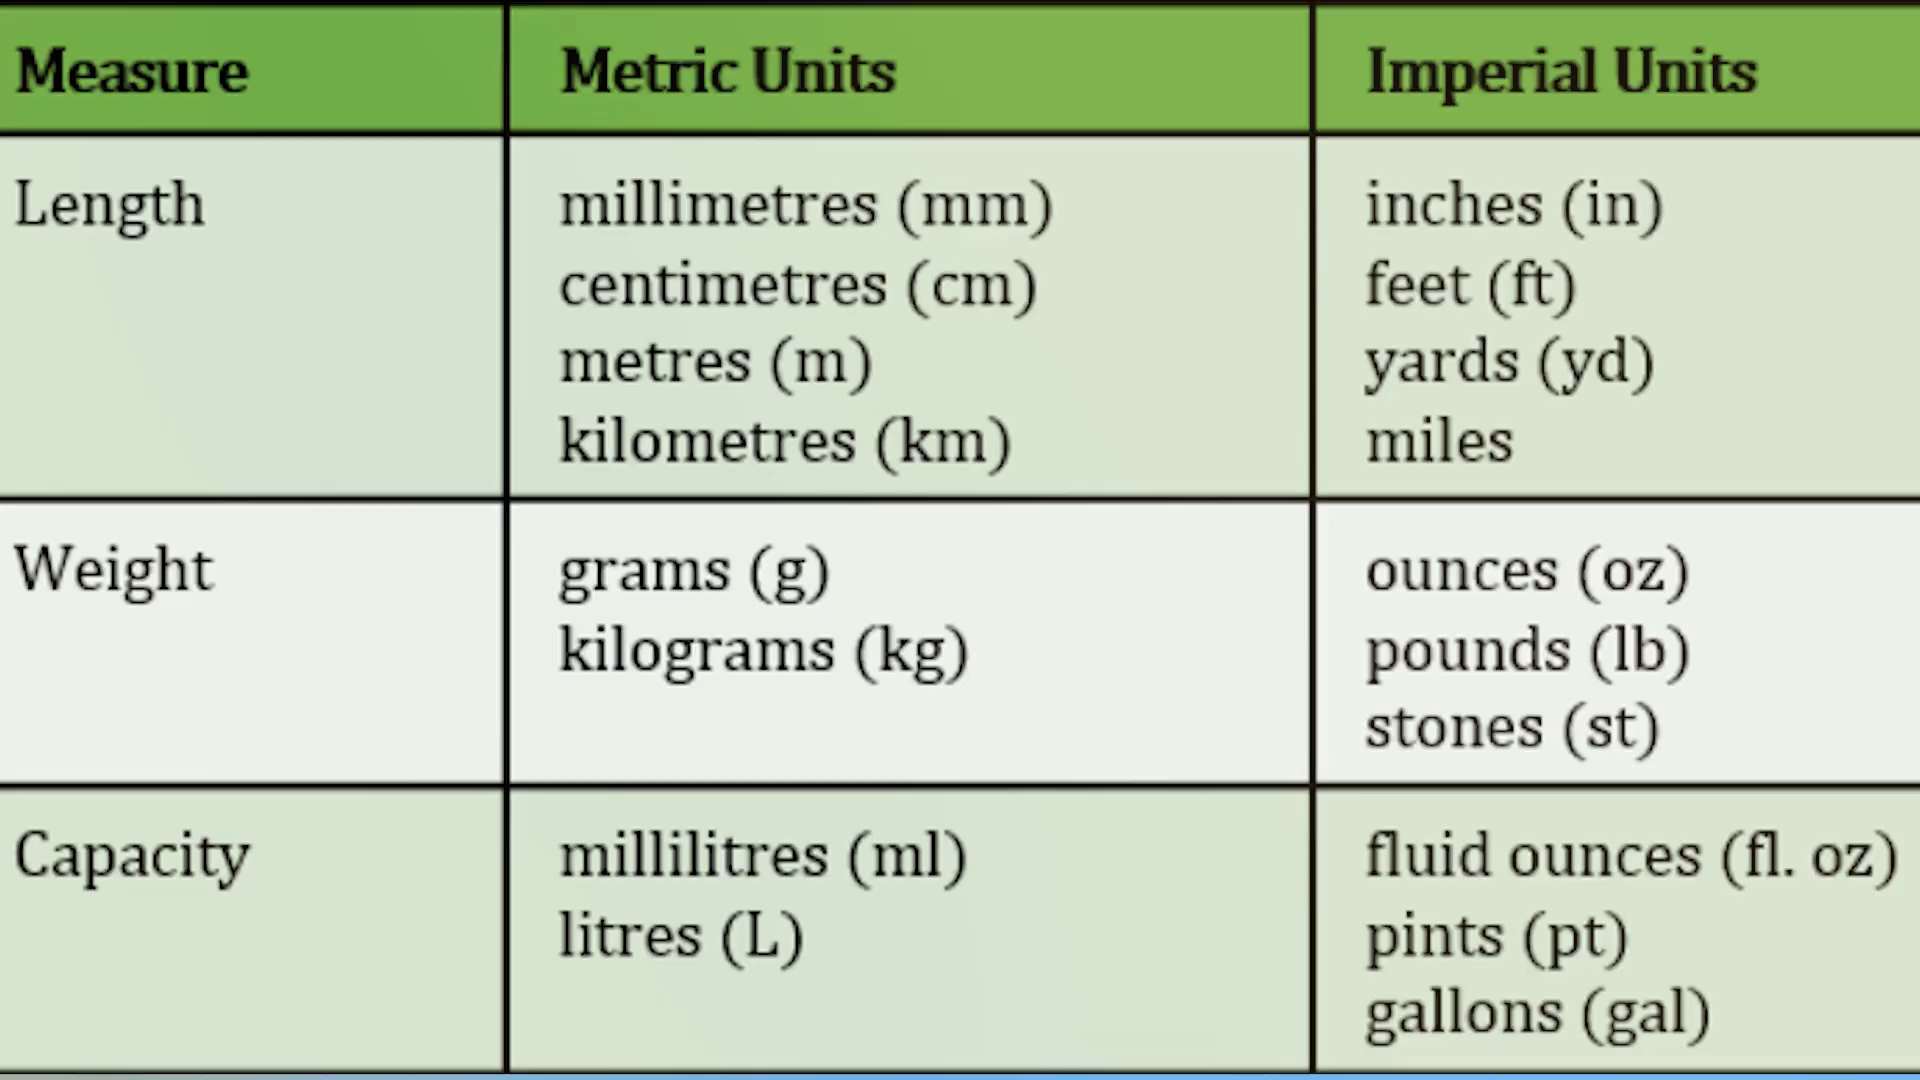 Measure Metric Units Imperial Units
Length millimetres (mm) inches (in)
centimetres (cm) feet (ft)
metres (m) yards (yd)
kilometres (km) miles
Weight grams (g) ounces (oz)
kilograms (kg) pounds (lb)
stones (st)
Capacity millilitres (ml) fluid ounces (fl. oz)
litres (L) pints (pt)
gallons (gal)